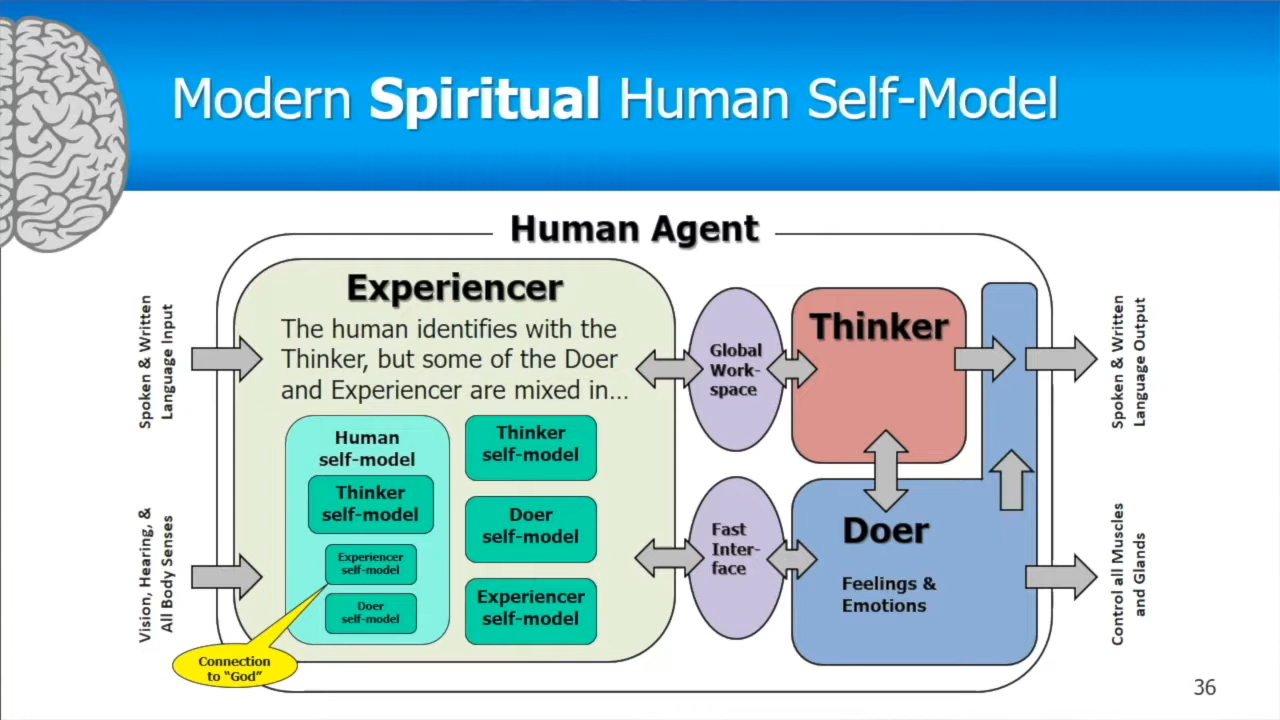 Modern Spiritual Human Self-Model
Human Agent
Experiencer
The human identifies with the
Thinker, but some of the Doer
and Experiencer are mixed in...
Human
self-model
Thinker
self-model
Experiencer
self-model
Doer
self-model
Thinker
self-model
Doer
self-model
Experiencer
self-model
Connection
to “God”
Spoken & Written
Language Input
Vision, Hearing, &
All Body Senses
Global
Work-
space
Fast
Inter-
face
Thinker
Doer
Feelings &
Emotions
Spoken & Written
Language Output
Control all Muscles
and Glands
36